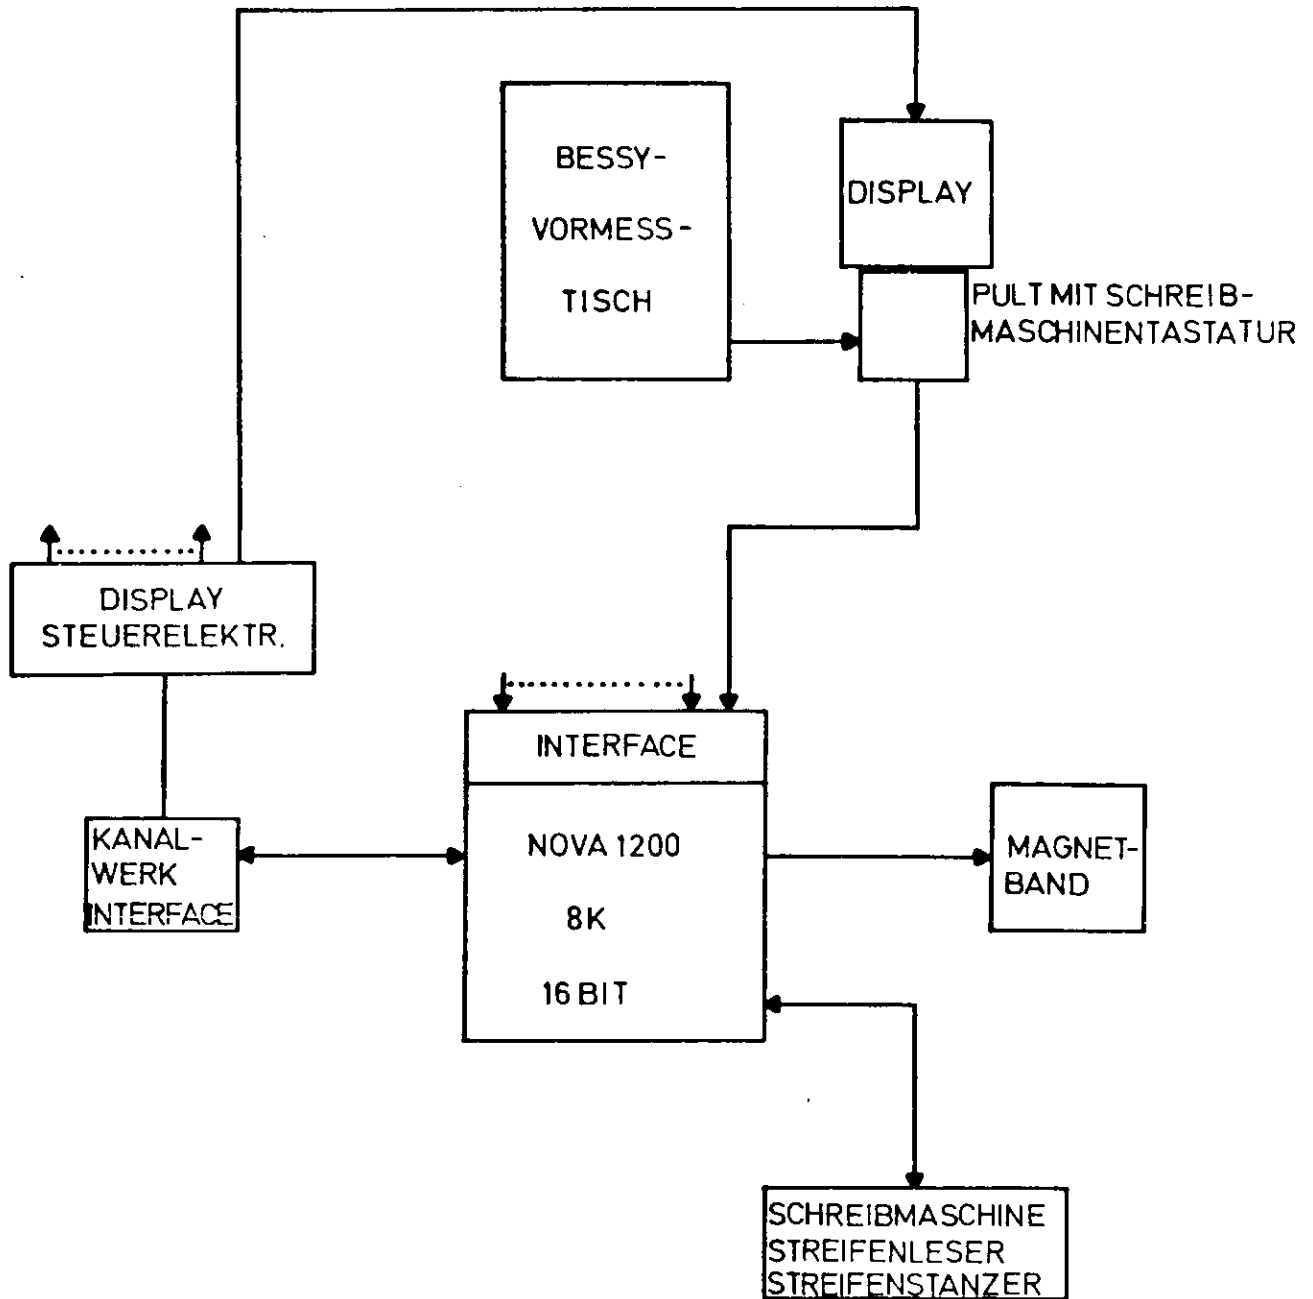 BESSY-
VORMESS-
TISCH
DISPLAY
PULT MIT SCHREIB-
MASCHINENTASTATUR
DISPLAY
STEUERELEKTR.
INTERFACE
NOVA 1200
8K
16 BIT
KANAL-
WERK
INTERFACE
MAGNET-
BAND
SCHREIBMASCHINE
STREIFENLESER
STREIFENSTANZER